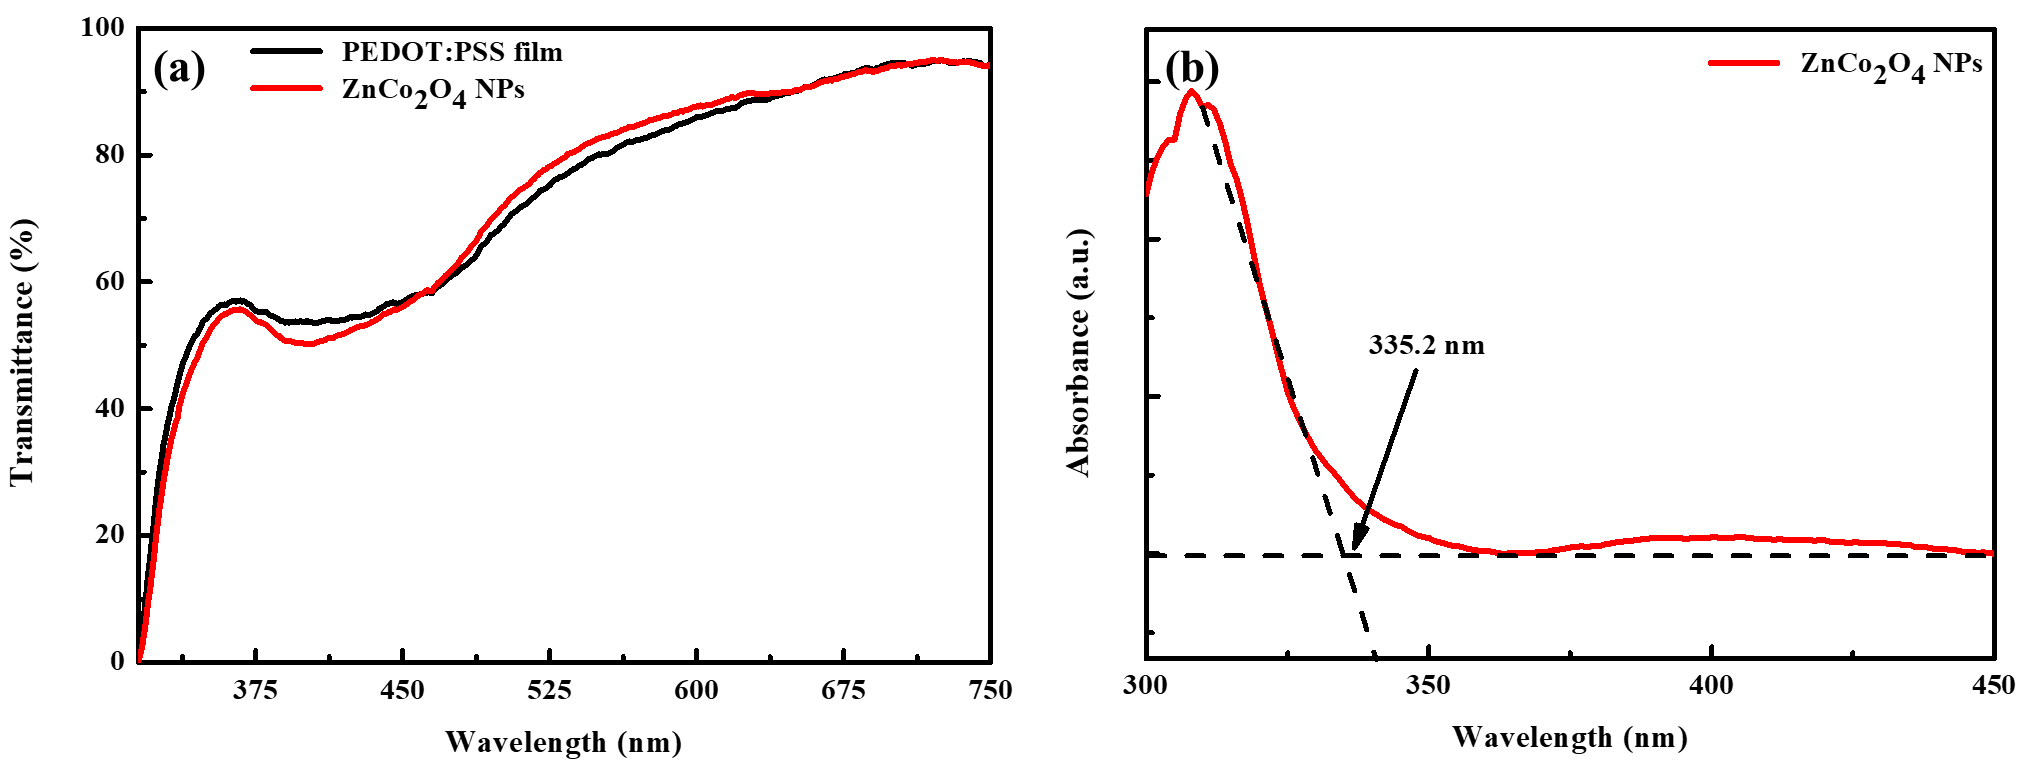 (a)
PEDOT:PSS film
ZnCo₂O₄ NPs
100
80
60
40
20
0
Transmittance (%)
375 450 525 600 675 750
Wavelength (nm)
(b)
ZnCo₂O₄ NPs
335.2 nm
Absorbance (a.u.)
300 350 400 450
Wavelength (nm)